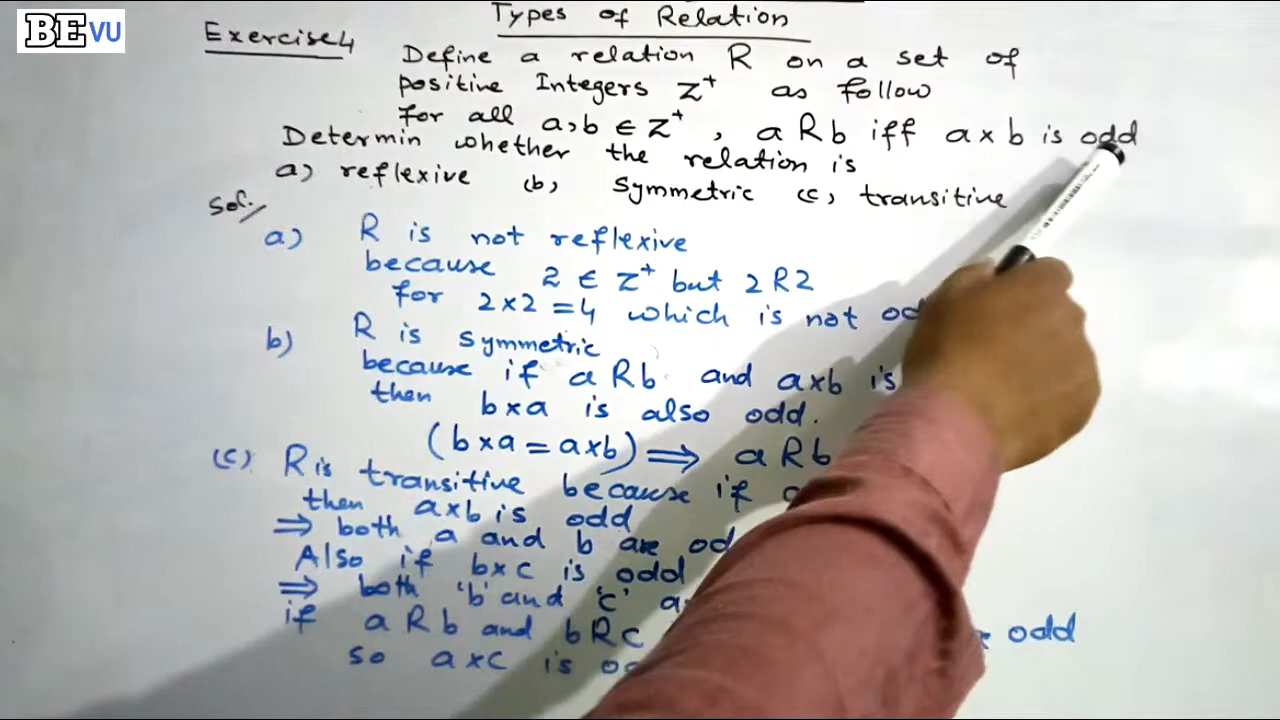 BEVU
Types of Relation
Exercise4
Define a relation R on a set of
positive Integers Z⁺ as follow
for all a,b ∈ Z⁺, a R b iff a × b is odd
Determin whether the relation is
a) reflexive (b), Symmetric (c), transitive
Sol:/
a) R is not reflexive
because 2 ∈ Z⁺ but 2 R 2
for 2×2 = 4 which is not od
b) R is symmetric
because if a R b and a×b is
then b×a is also odd.
(b×a = a×b) ⟹ a R b
(c) R is transitive because if
then a×b is odd
⟹ both a and b are od
Also if b×c is odd
⟹ both 'b' and 'c' a
if a R b and b R c odd
so a×c is o